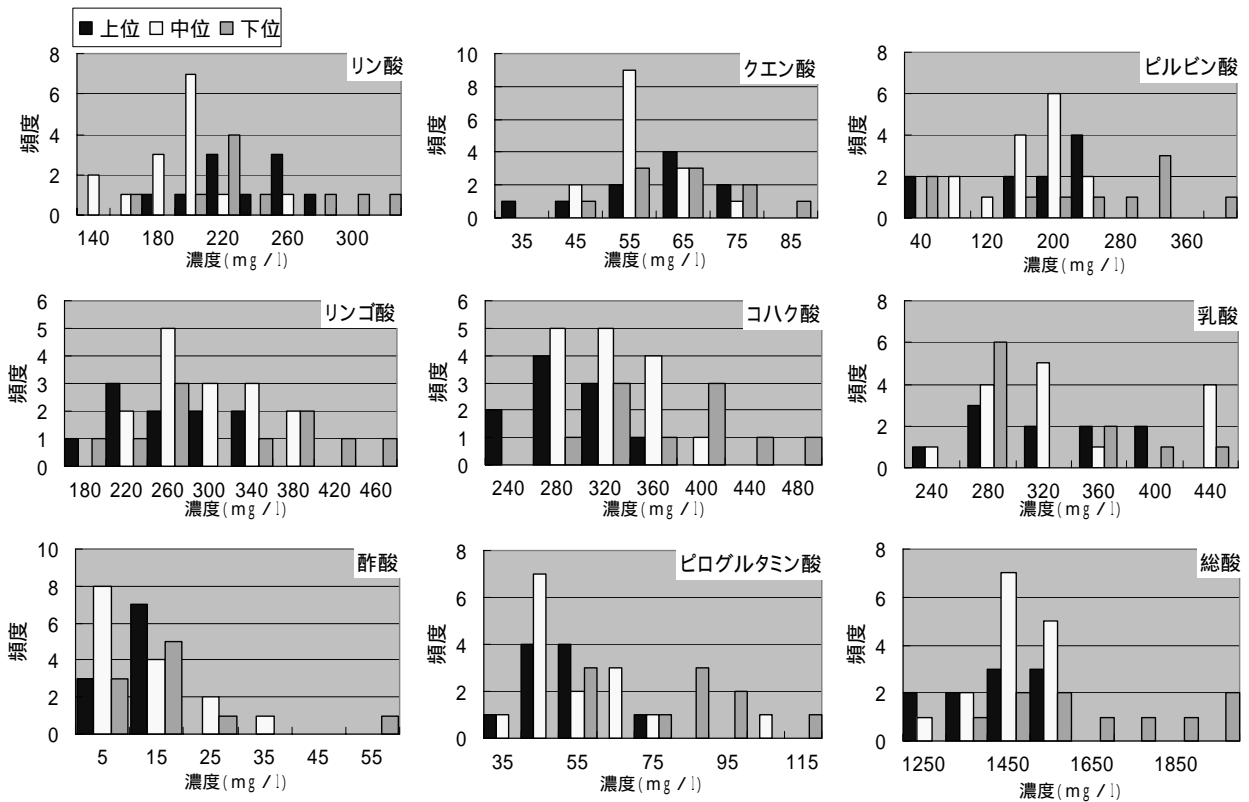 ■上位 □中位 ■下位
リン酸
頻度
8
6
4
2
0
140 180 220 260 300
濃度(mg/l)
クエン酸
頻度
10
8
6
4
2
0
35 45 55 65 75 85
濃度(mg/l)
ピルビン酸
頻度
8
6
4
2
0
40 120 200 280 360
濃度(mg/l)
リンゴ酸
頻度
6
5
4
3
2
1
0
180 220 260 300 340 380 420 460
濃度(mg/l)
コハク酸
頻度
6
5
4
3
2
1
0
240 280 320 360 400 440 480
濃度(mg/l)
乳酸
頻度
8
6
4
2
0
240 280 320 360 400 440
濃度(mg/l)
酢酸
頻度
10
8
6
4
2
0
5 15 25 35 45 55
濃度(mg/l)
ピログルタミン酸
頻度
8
6
4
2
0
35 55 75 95 115
濃度(mg/l)
総酸
頻度
8
6
4
2
0
1250 1450 1650 1850
濃度(mg/l)